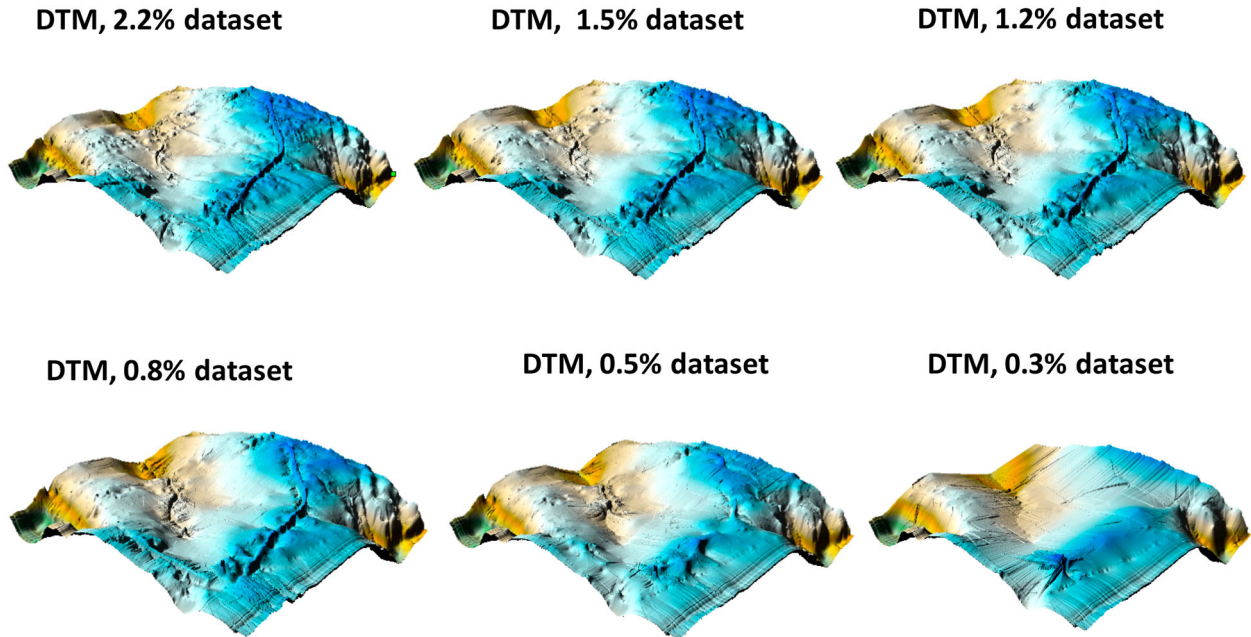 DTM, 2.2% dataset
DTM,  1.5% dataset
DTM, 1.2% dataset
DTM, 0.8% dataset
DTM, 0.5% dataset
DTM, 0.3% dataset